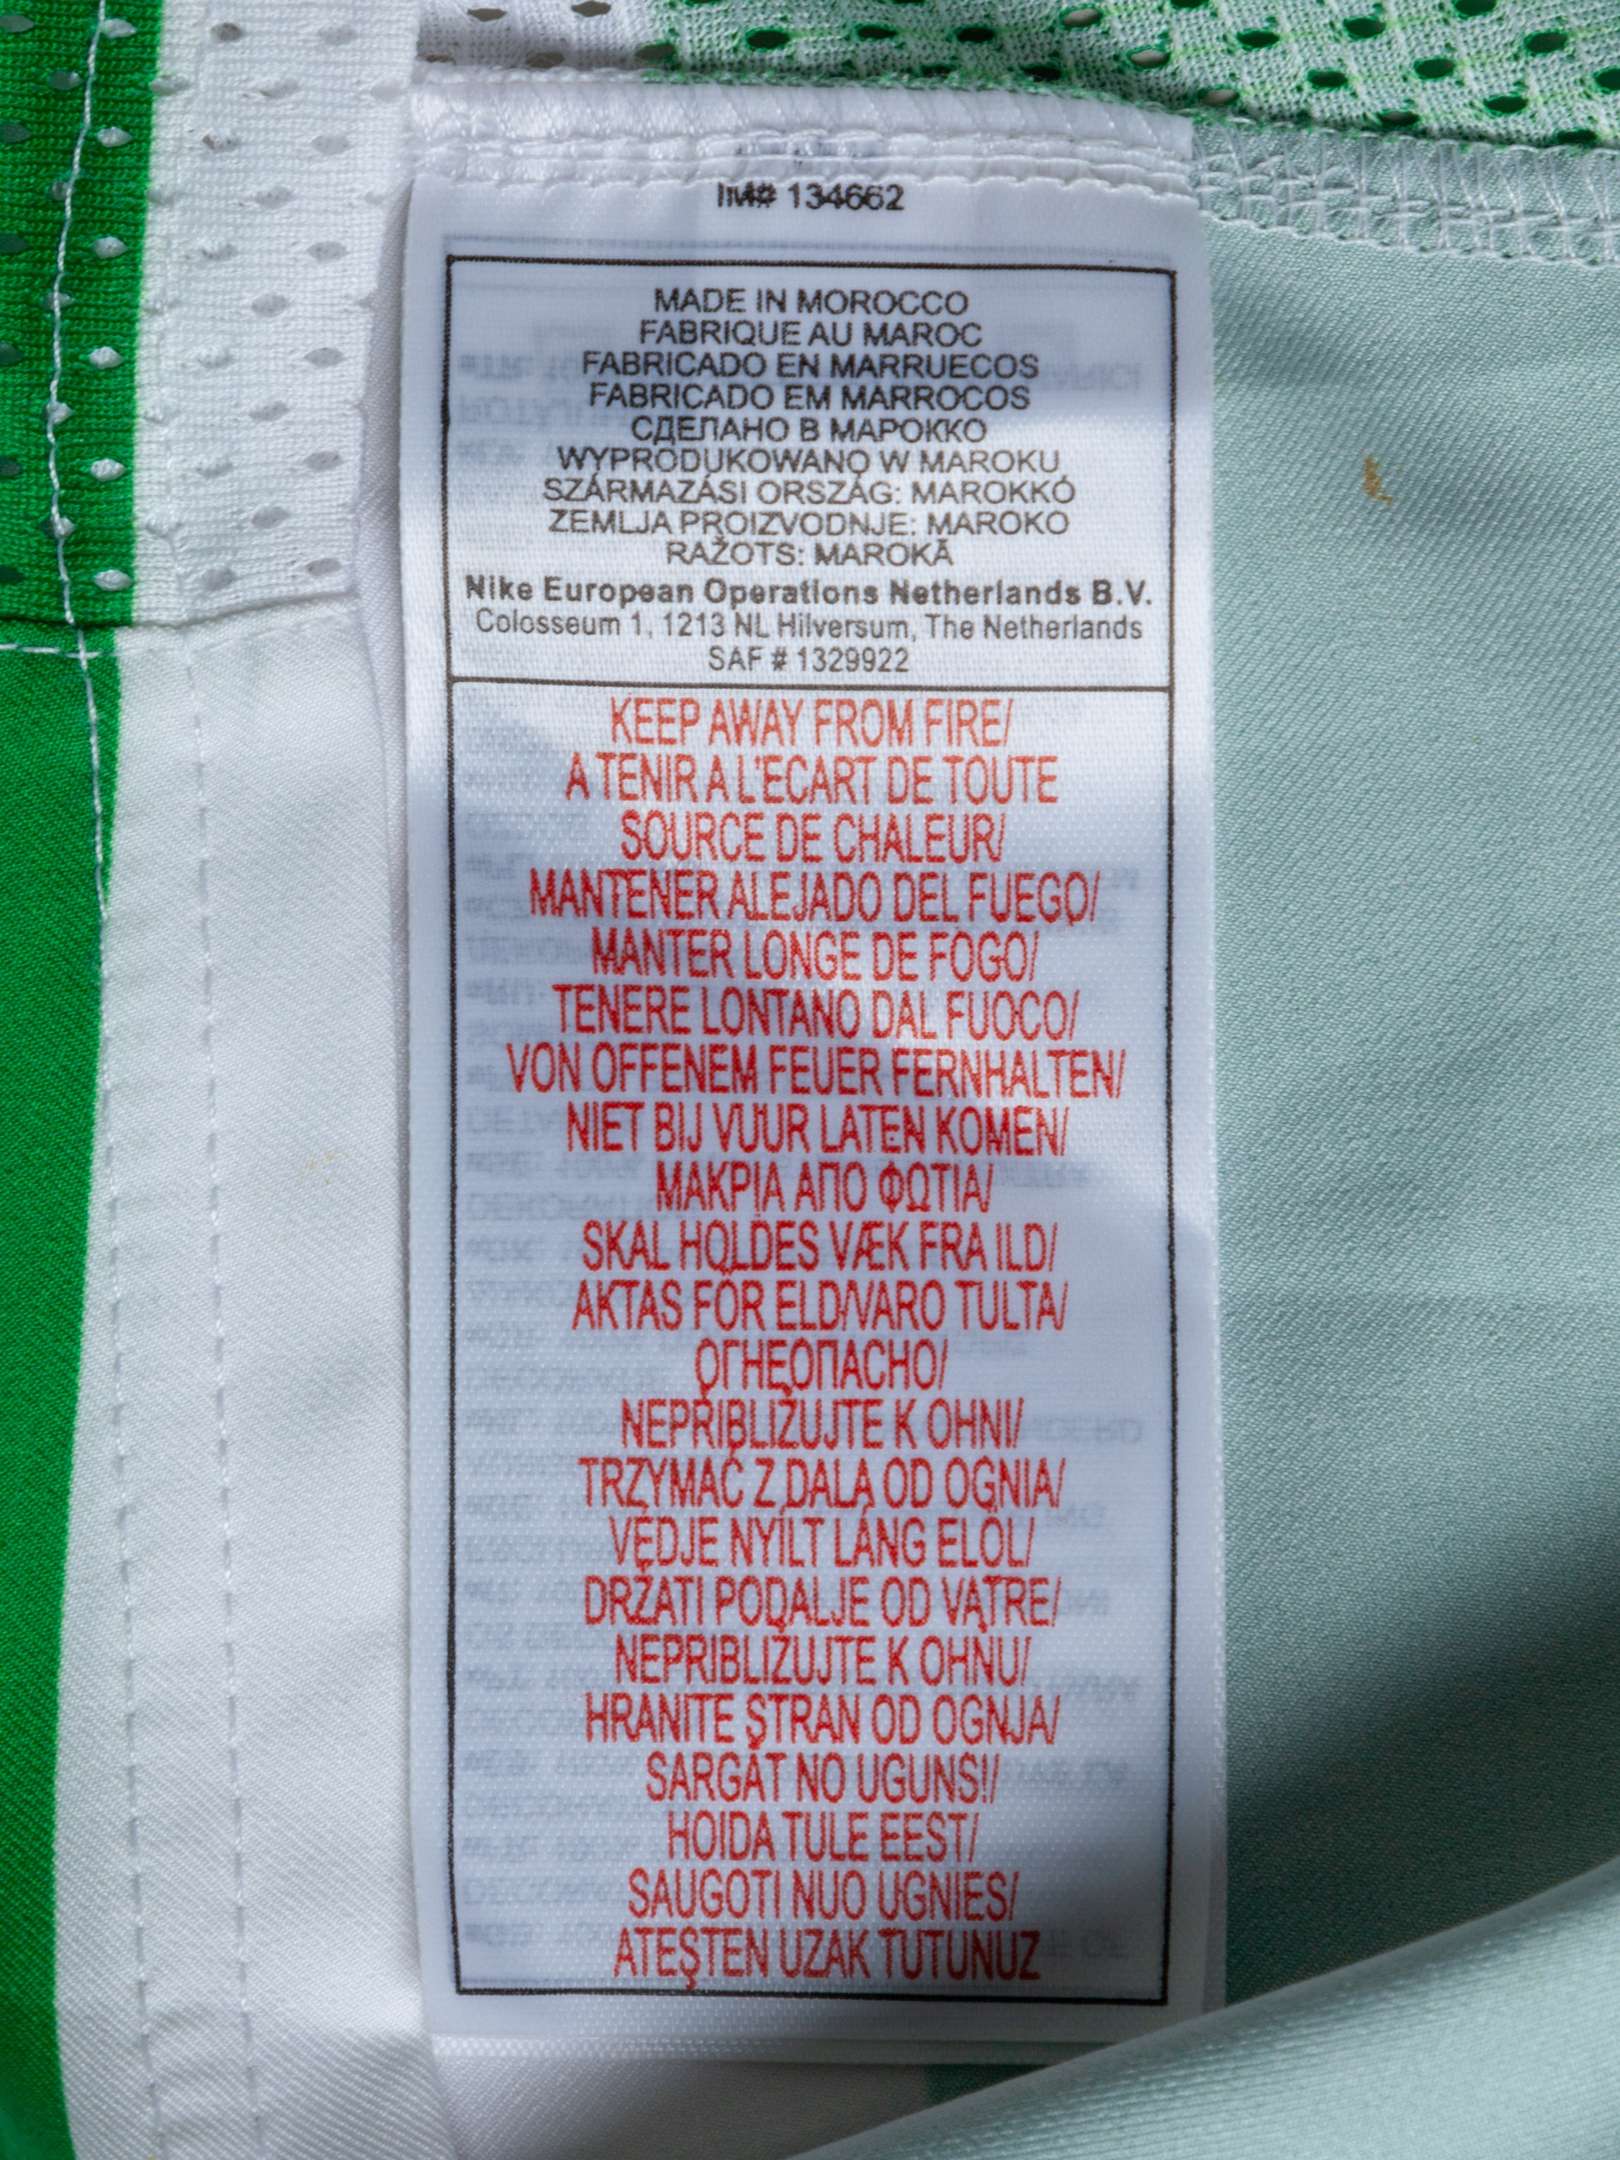 IM# 134662
MADE IN MOROCCO
FABRIQUE AU MAROC
FABRICADO EN MARRUECOS
FABRICADO EM MARROCOS
СДЕЛАНО В МАРОККО
WYPRODUKOWANO W MAROKU
SZÁRMAZÁSI ORSZÁG: MAROKKÓ
ZEMLJA PROIZVODNJE: MAROKO
RAŽOTS: MAROKĀ
Nike European Operations Netherlands B.V.
Colosseum 1, 1213 NL Hilversum, The Netherlands
SAF # 1329922
KEEP AWAY FROM FIRE/
A TENIR A L'ECART DE TOUTE
SOURCE DE CHALEUR/
MANTENER ALEJADO DEL FUEGO/
MANTER LONGE DE FOGO/
TENERE LONTANO DAL FUOCO/
VON OFFENEM FEUER FERNHALTEN/
NIET BIJ VUUR LATEN KOMEN/
ΜΑΚΡΙΑ ΑΠΟ ΦΩΤΙΑ/
SKAL HOLDES VÆK FRA ILD/
AKTAS FÖR ELD/VARO TULTA/
ОГНЕОПАСНО/
NEPŘIBLIŽUJTE K OHNI/
TRZYMAĆ Z DALA OD OGNIA/
VÉDJE NYÍLT LÁNG ELÖL/
DRŽATI PODALJE OD VATRE/
NEPRIBLIŽUJTE K OHŇU/
HRANITE STRAN OD OGNJA/
SARGĀT NO UGUNS!/
HOIDA TULE EEST/
SAUGOTI NUO UGNIES/
ATEŞTEN UZAK TUTUNUZ